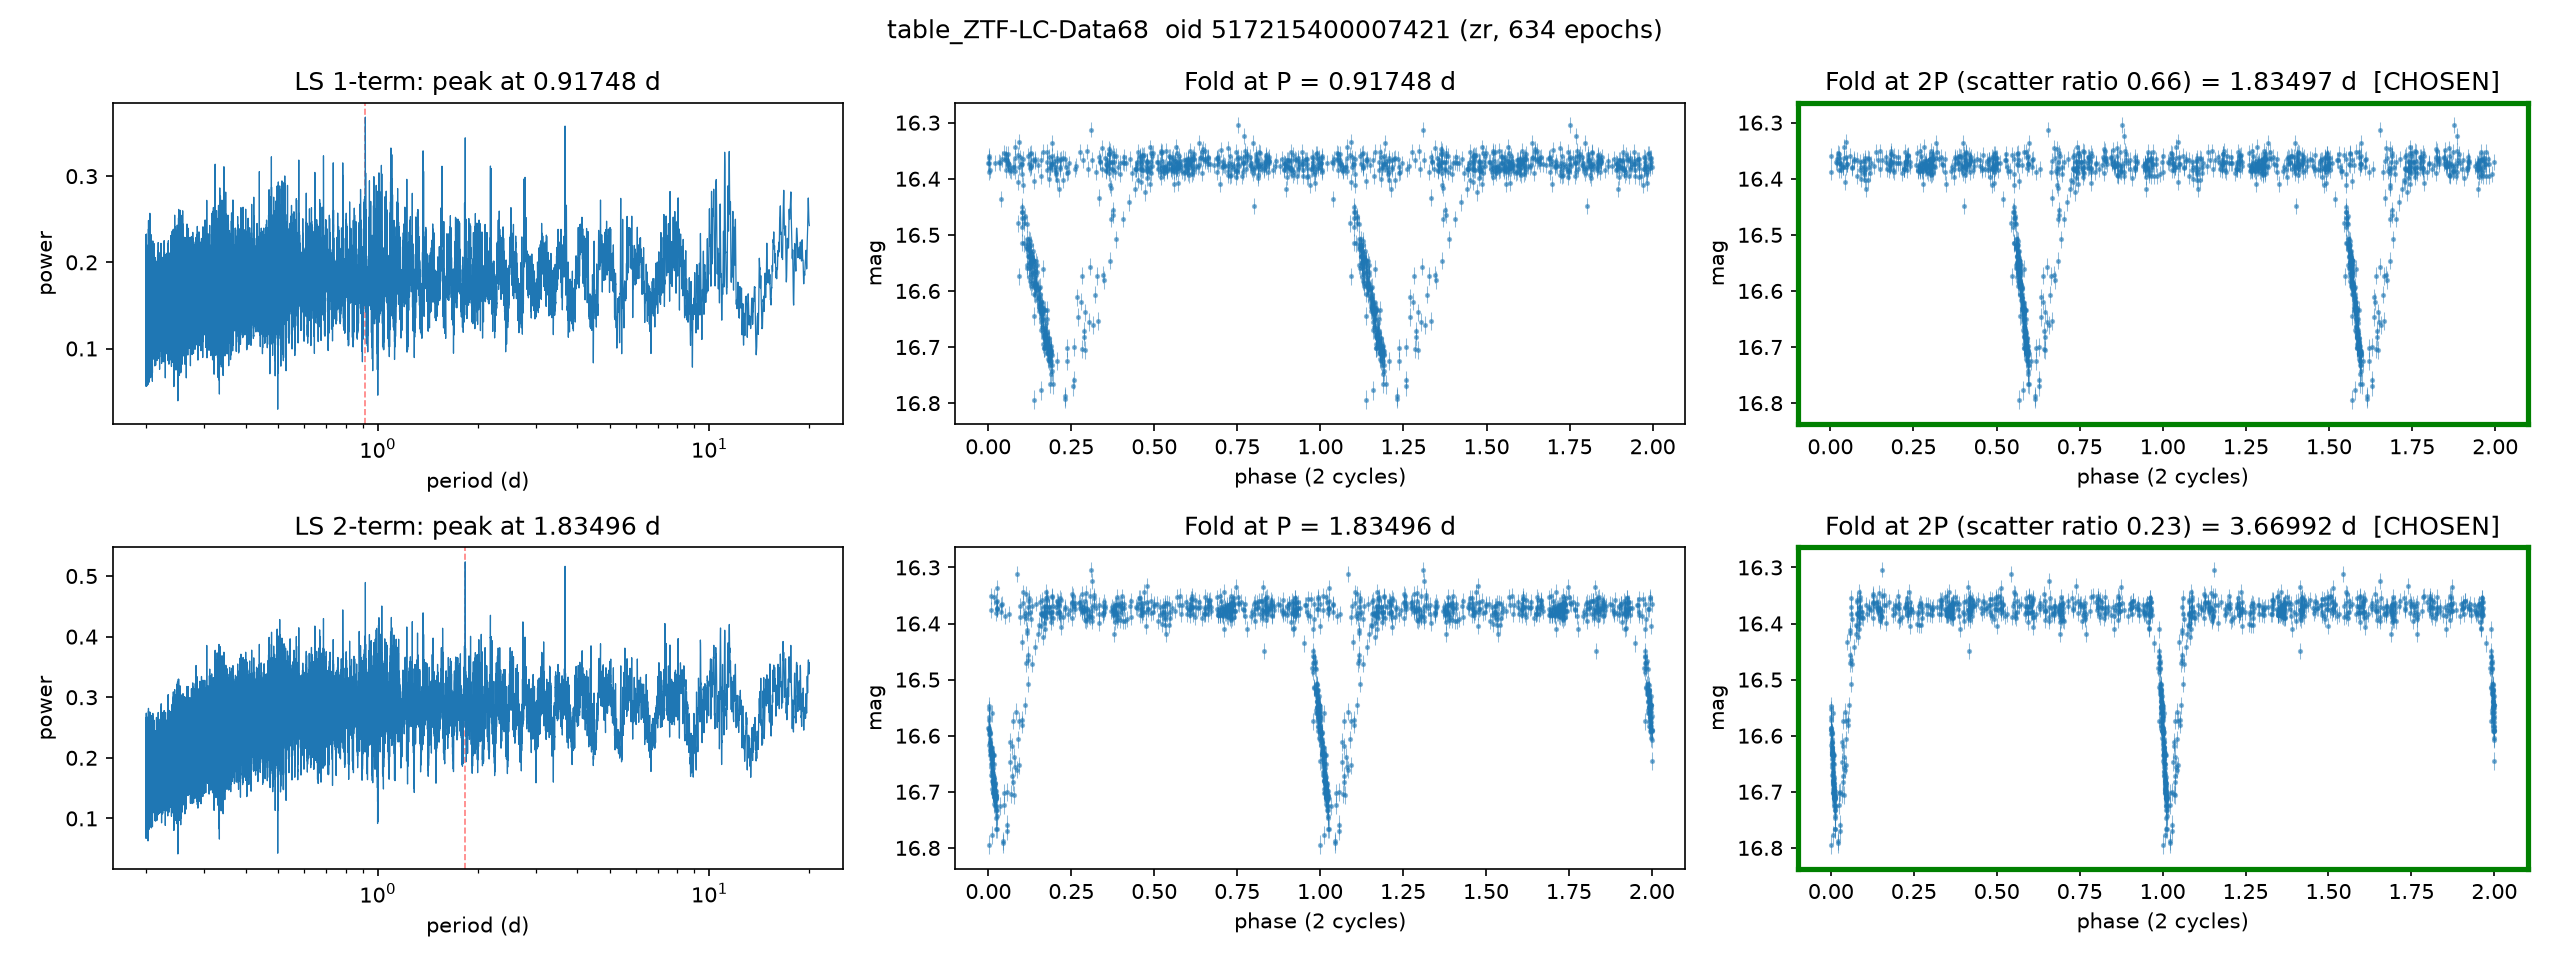 table_ZTF-LC-Data68 oid 517215400007421 (zr, 634 epochs)
LS 1-term: peak at 0.91748 d
Fold at P = 0.91748 d
Fold at 2P (scatter ratio 0.66) = 1.83497 d [CHOSEN]
power
0.3
0.2
0.1
10⁰
10¹
period (d)
mag
16.3
16.4
16.5
16.6
16.7
16.8
0.00 0.25 0.50 0.75 1.00 1.25 1.50 1.75 2.00
phase (2 cycles)
mag
16.3
16.4
16.5
16.6
16.7
16.8
0.00 0.25 0.50 0.75 1.00 1.25 1.50 1.75 2.00
phase (2 cycles)
LS 2-term: peak at 1.83496 d
Fold at P = 1.83496 d
Fold at 2P (scatter ratio 0.23) = 3.66992 d [CHOSEN]
power
0.5
0.4
0.3
0.2
0.1
10⁰
10¹
period (d)
mag
16.3
16.4
16.5
16.6
16.7
16.8
0.00 0.25 0.50 0.75 1.00 1.25 1.50 1.75 2.00
phase (2 cycles)
mag
16.3
16.4
16.5
16.6
16.7
16.8
0.00 0.25 0.50 0.75 1.00 1.25 1.50 1.75 2.00
phase (2 cycles)